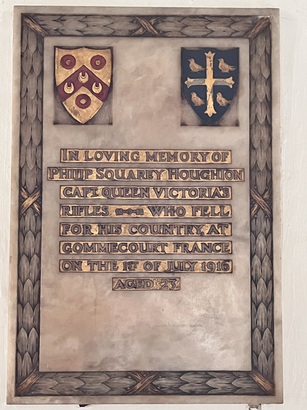 IN LOVING MEMORY OF
PHILIP SQUAREY HOUGHTON
CAPT. QUEEN VICTORIA'S
RIFLES WHO FELL
FOR HIS COUNTRY, AT
GOMMECOURT FRANCE
ON THE 1ST OF JULY 1916
AGED 23.